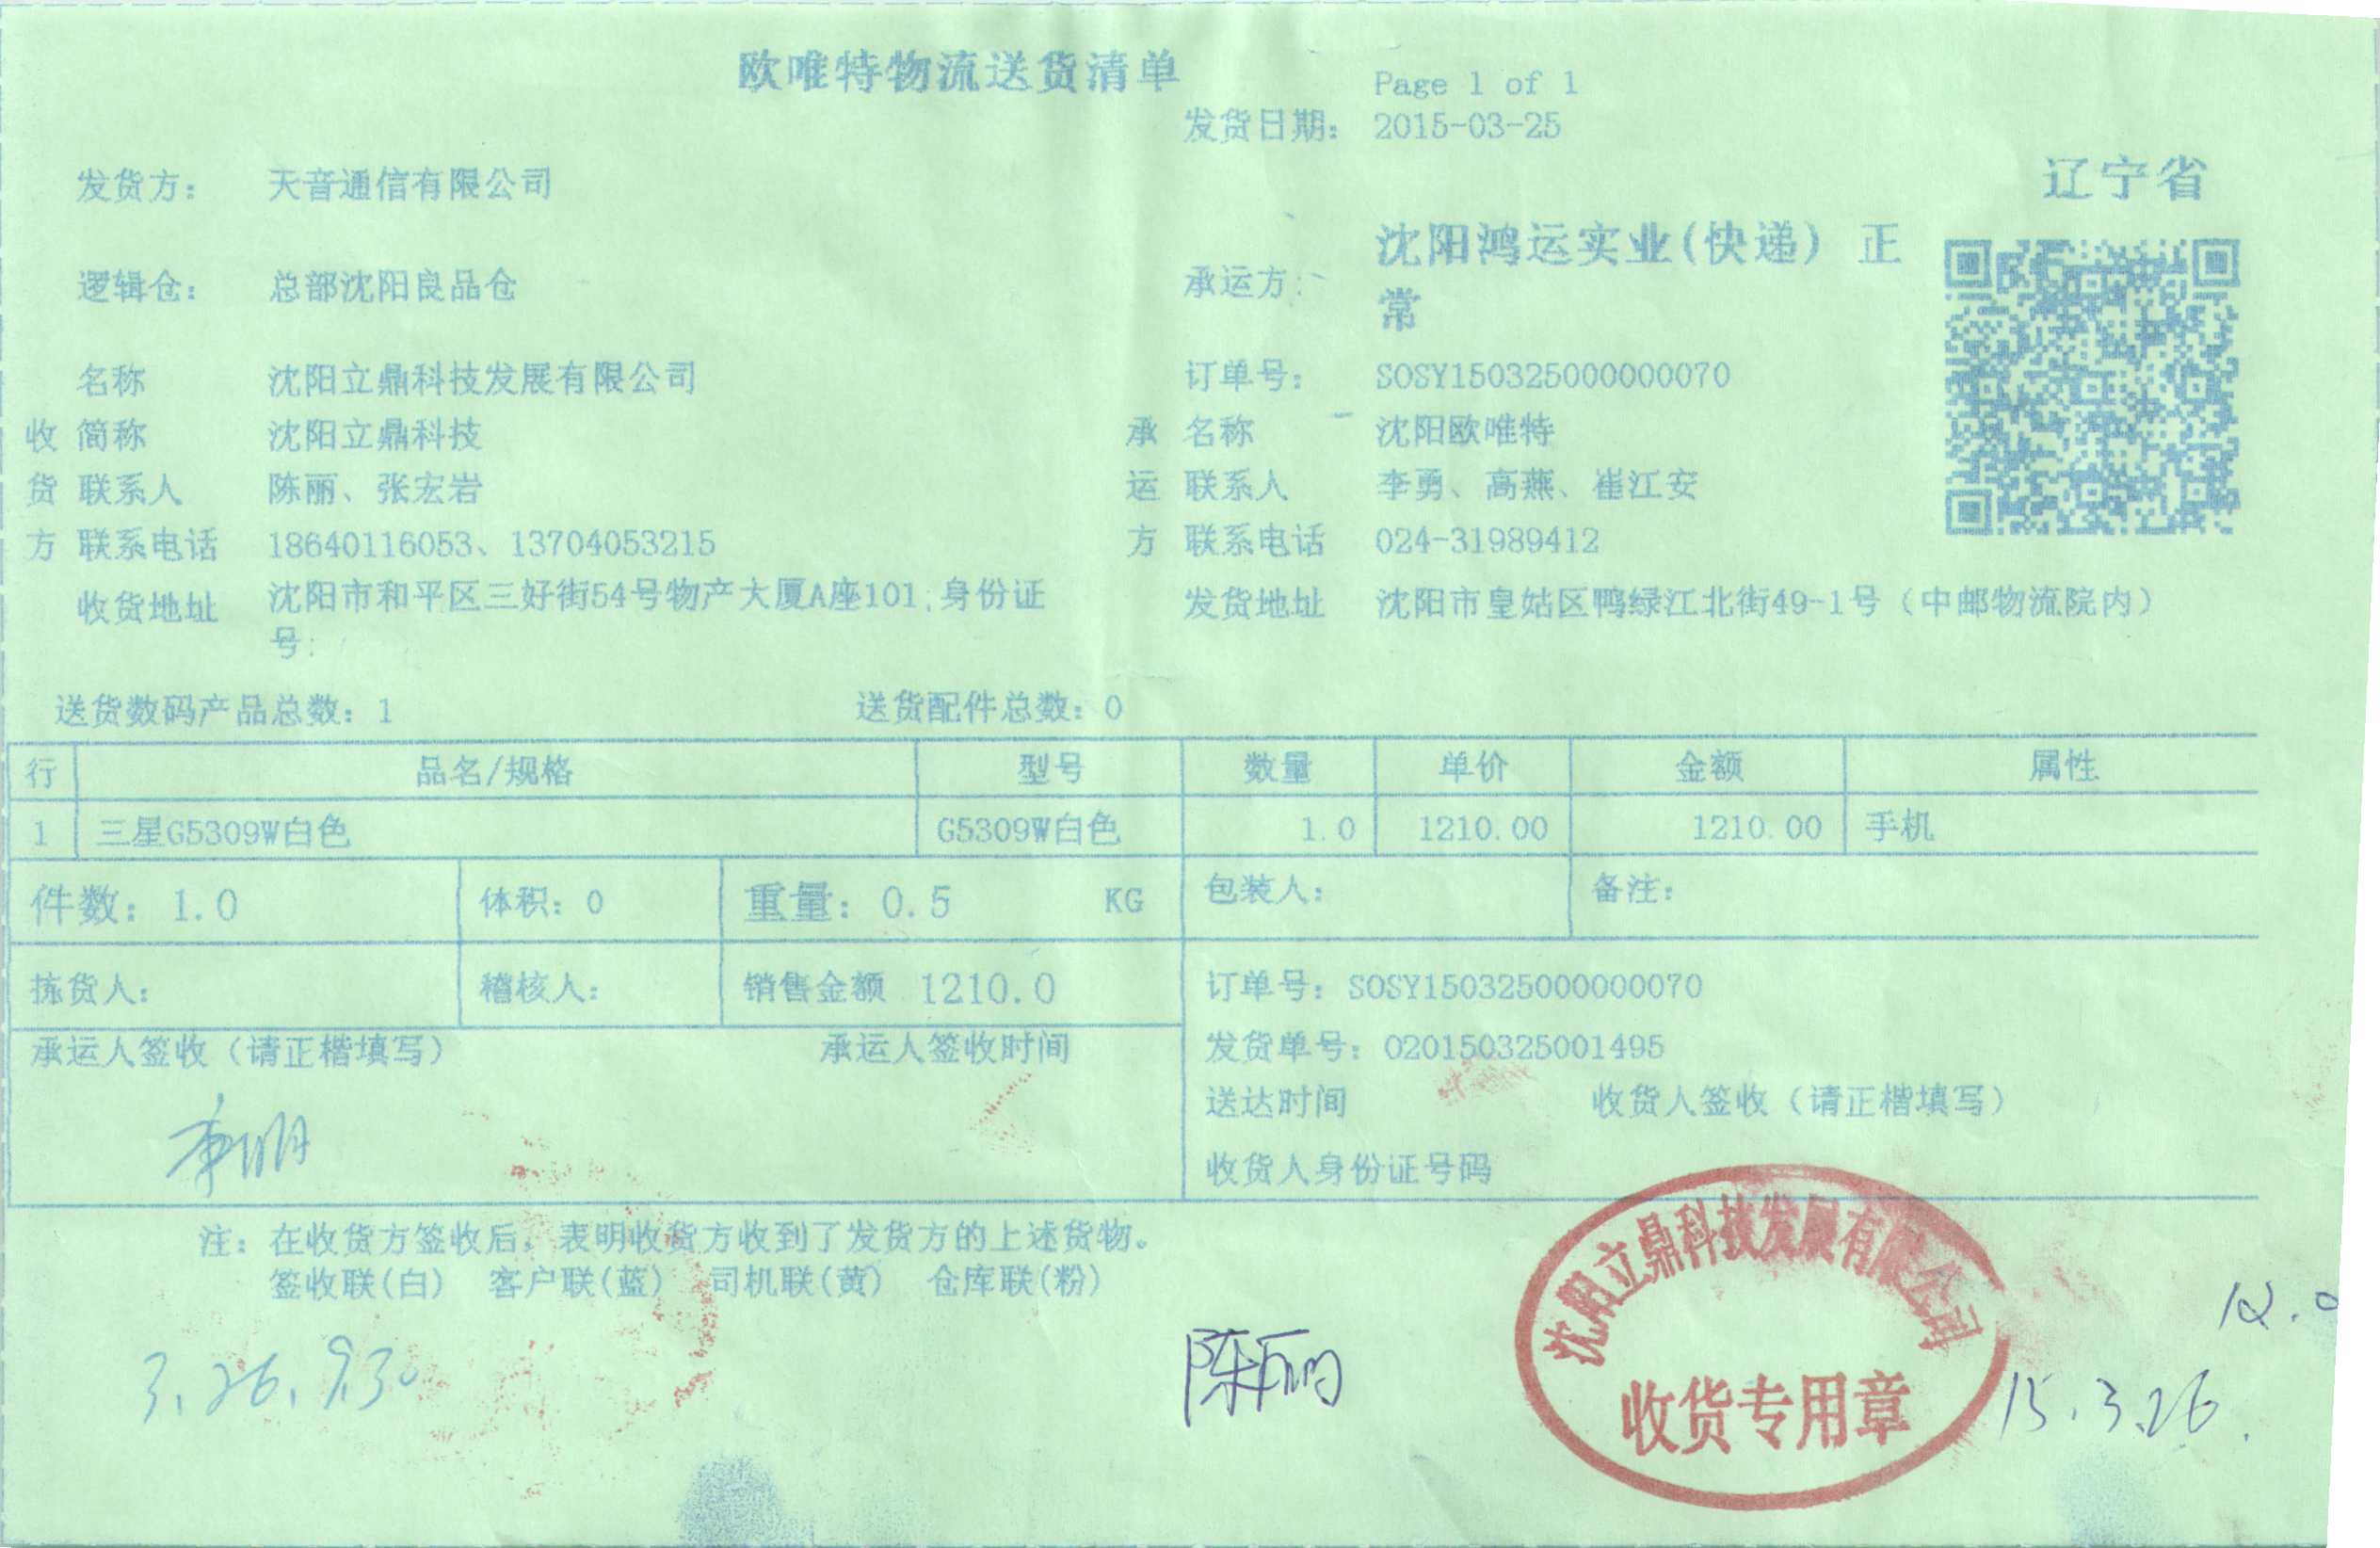 欧唯特物流送货清单
Page 1 of 1
发货日期: 2015-03-25
辽宁省
发货方: 天音通信有限公司
承运方: 沈阳鸿运实业(快递) 正
常
逻辑仓: 总部沈阳良品仓
名称 沈阳立鼎科技发展有限公司 订单号: SOSY150325000000070
收 简称 沈阳立鼎科技 承 名称 沈阳欧唯特
货 联系人 陈丽、张宏岩 运 联系人 李勇、高燕、崔江安
方 联系电话 18640116053、13704053215 方 联系电话 024-31989412
收货地址 沈阳市和平区三好街54号物产大厦A座101;身份证
号:
发货地址 沈阳市皇姑区鸭绿江北街49-1号（中邮物流院内）
送货数码产品总数: 1 送货配件总数: 0
行 品名/规格 型号 数量 单价 金额 属性
1 三星G5309W白色 G5309W白色 1.0 1210.00 1210.00 手机
件数: 1.0 体积: 0 重量: 0.5 KG 包装人: 备注:
拣货人: 稽核人: 销售金额 1210.0 订单号: SOSY150325000000070
承运人签收（请正楷填写） 承运人签收时间 发货单号: 020150325001495
送达时间 收货人签收（请正楷填写）
收货人身份证号码
注: 在收货方签收后，表明收货方收到了发货方的上述货物。
签收联(白) 客户联(蓝) 司机联(黄) 仓库联(粉)
沈阳立鼎科技发展有限公司
收货专用章
3.26.930
陈丽
15.3.26.